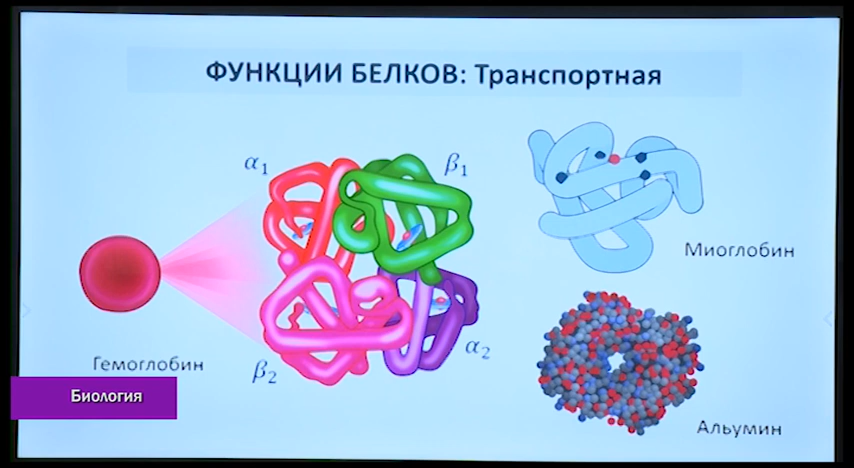 ФУНКЦИИ БЕЛКОВ: Транспортная
α1
β1
Миоглобин
Гемоглобин
β2
α2
Биология
Альумин